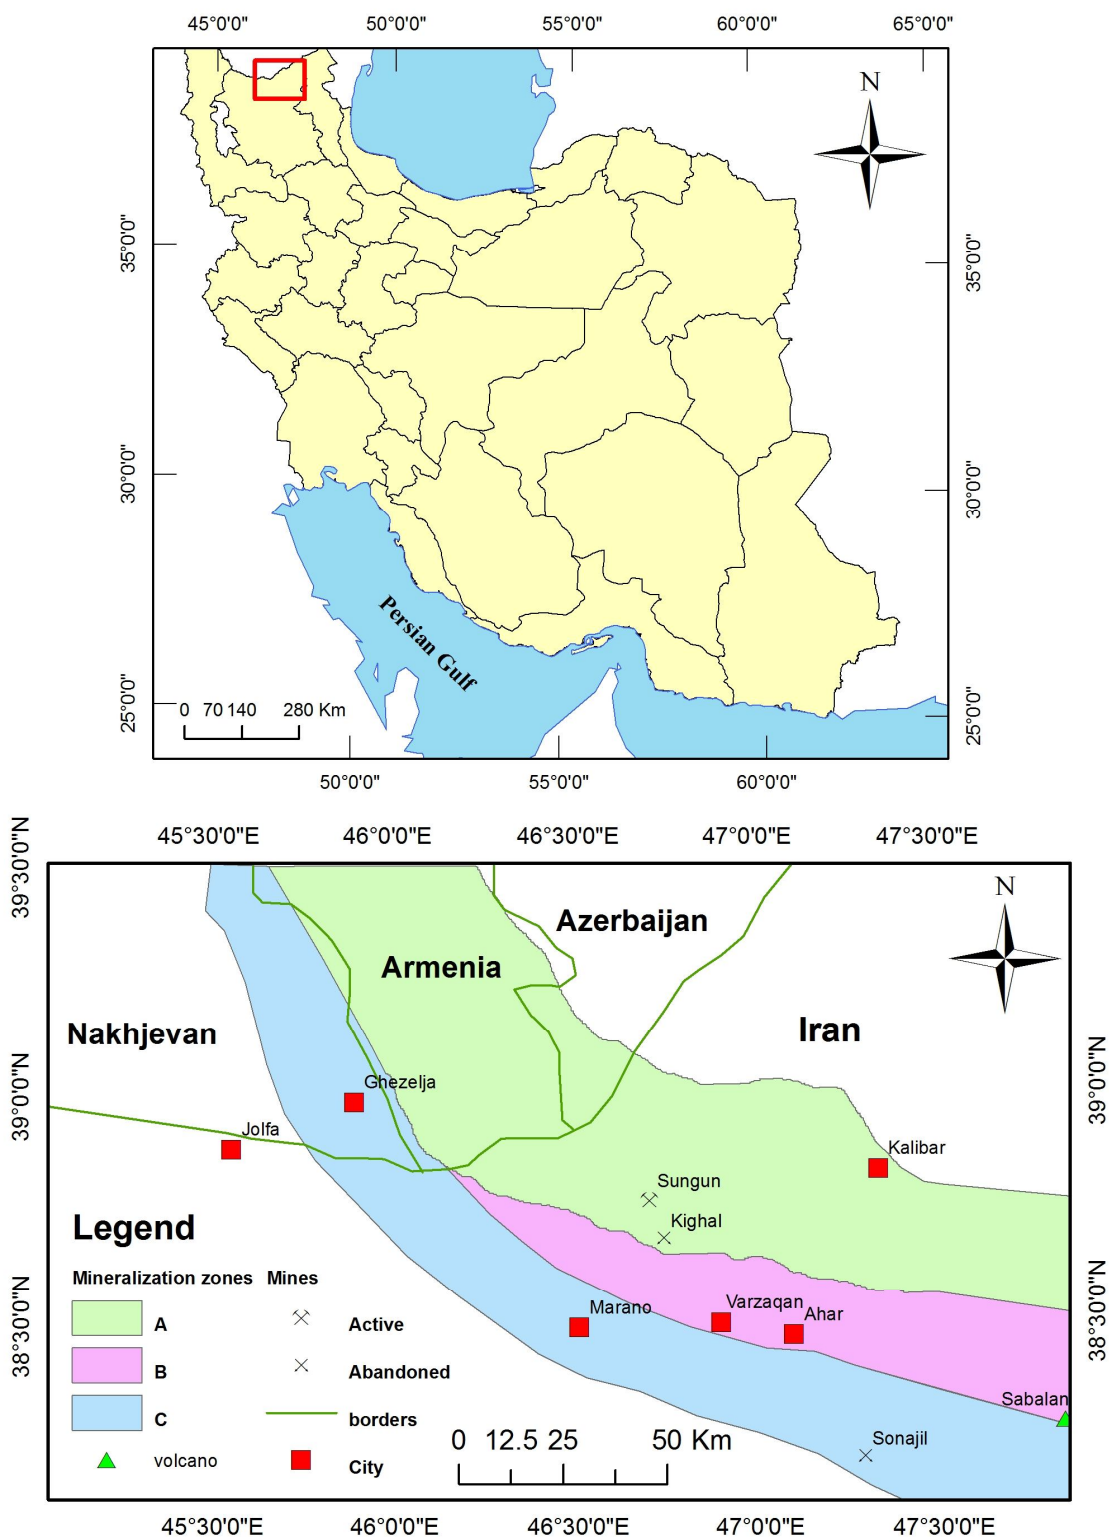 45°0'0" 50°0'0" 55°0'0" 60°0'0" 65°0'0"
N
35°0'0" 35°0'0"
30°0'0" 30°0'0"
Persian Gulf
25°0'0" 25°0'0"
0 70 140 280 Km
50°0'0" 55°0'0" 60°0'0"
45°30'0"E 46°0'0"E 46°30'0"E 47°0'0"E 47°30'0"E
39°30'0"N
N
Azerbaijan
Armenia
Nakhjevan
Iran
39°0'0"N 39°0'0"N
Ghezelja
Jolfa
Kalibar
Sungun
Kighal
Legend
Mineralization zones Mines
A Active
B Abandoned
C borders
volcano City
38°30'0"N 38°30'0"N
Marano
Varzaqan
Ahar
Sabalan
Sonajil
0 12.5 25 50 Km
45°30'0"E 46°0'0"E 46°30'0"E 47°0'0"E 47°30'0"E